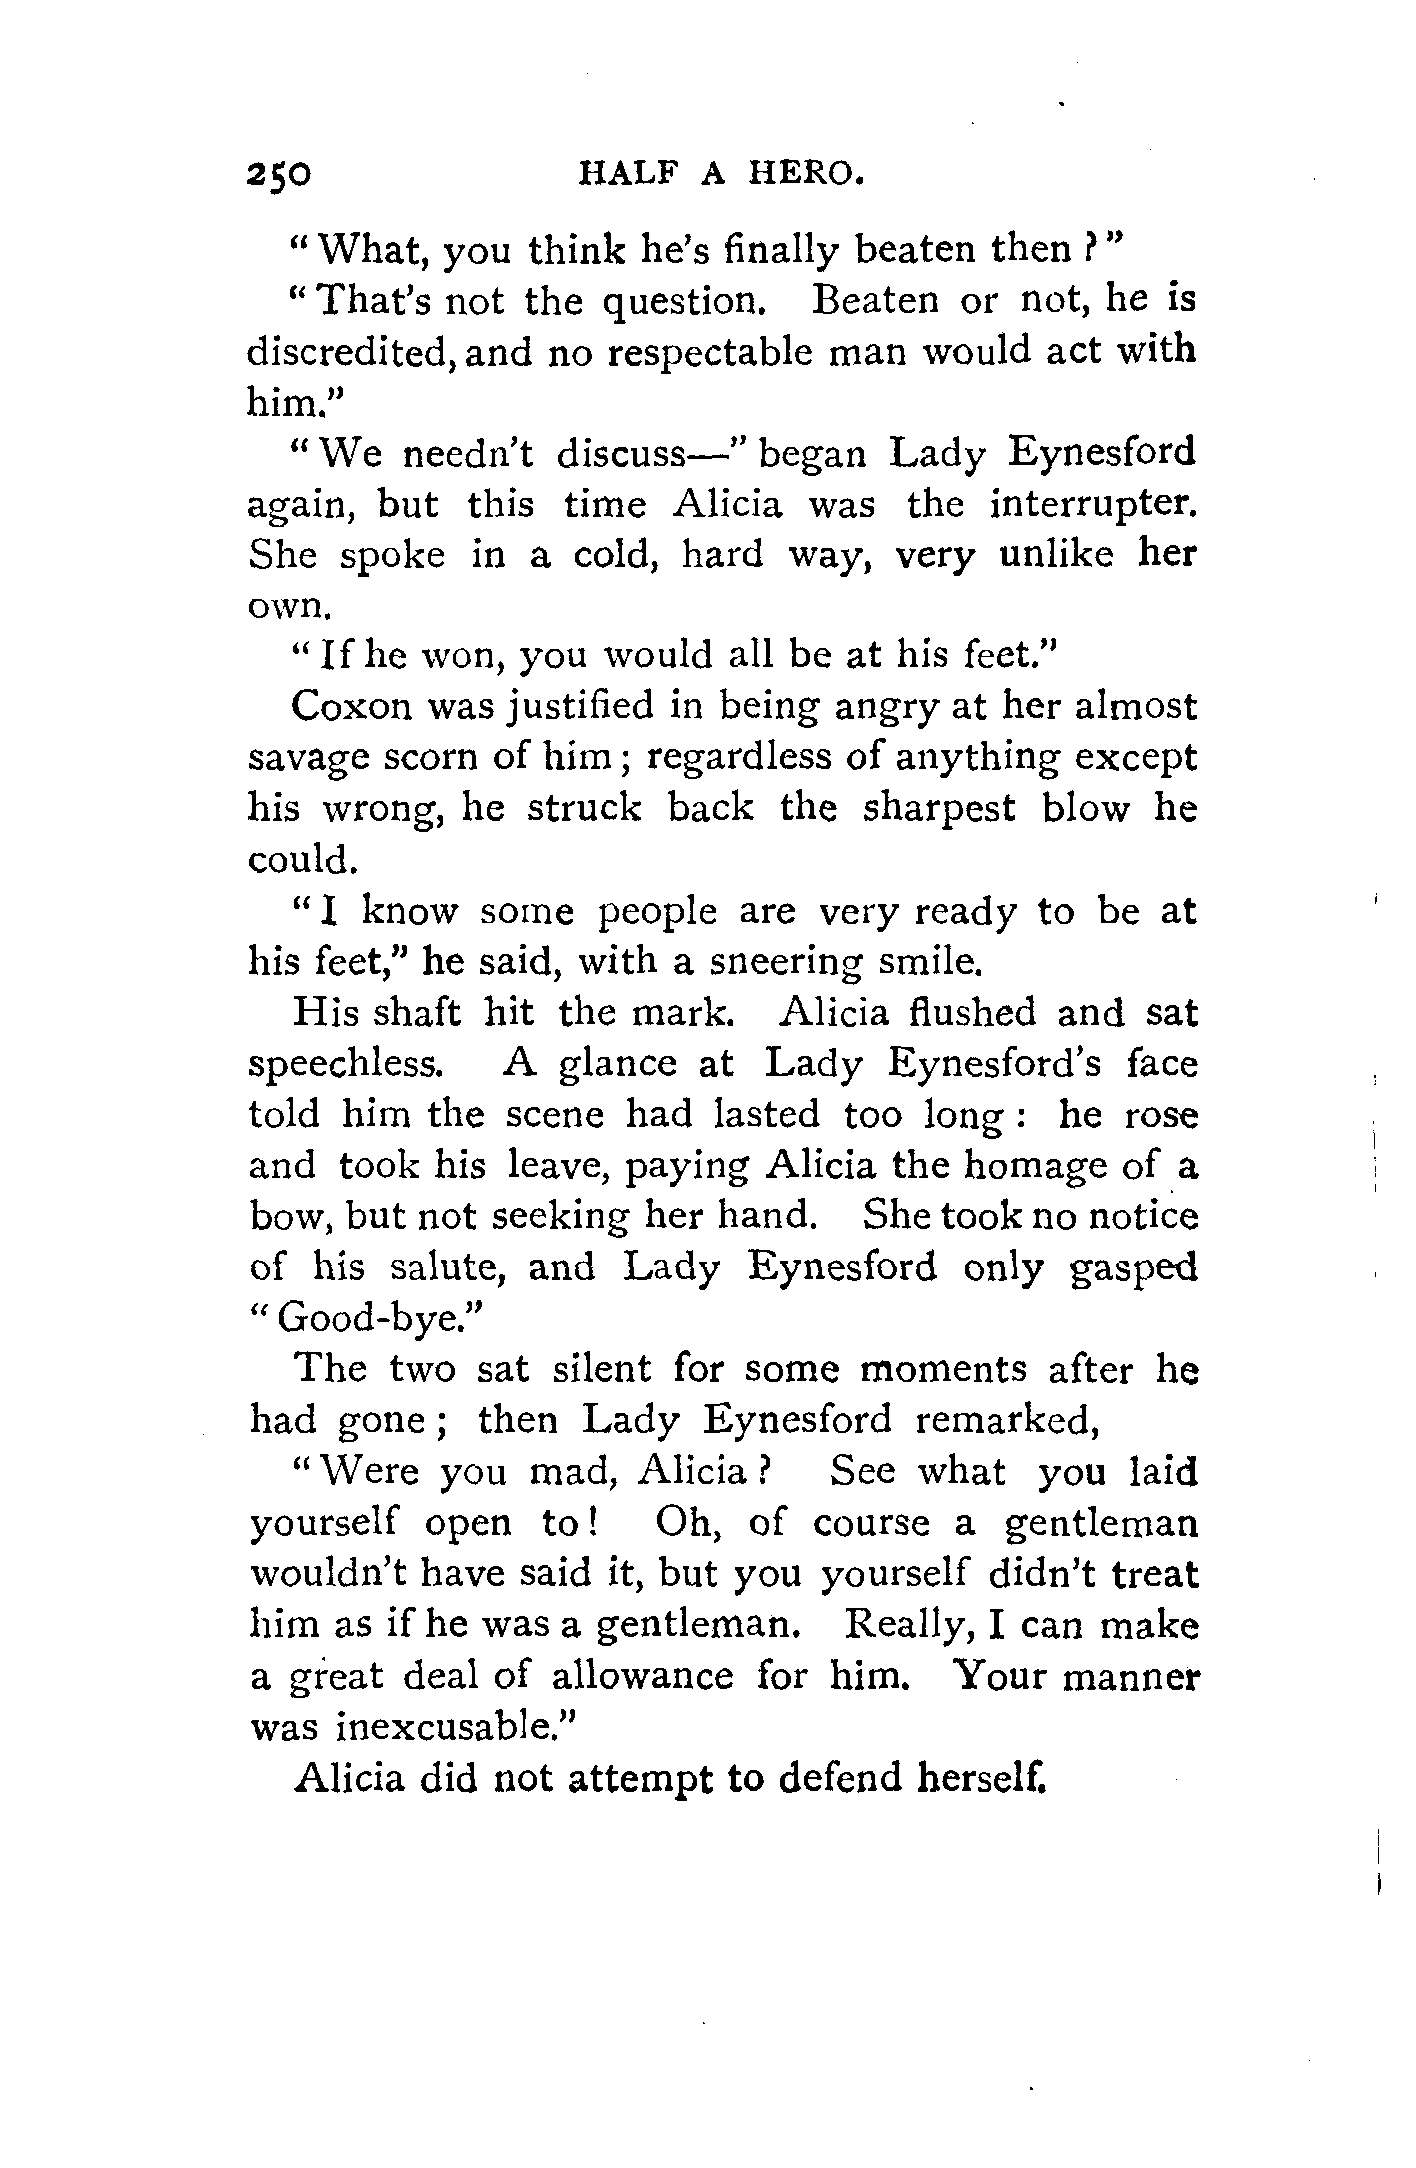 250 HALF A HERO.
“What, you think he’s finally beaten then?”
“That’s not the question. Beaten or not, he is
discredited, and no respectable man would act with
him.”
“We needn’t discuss—” began Lady Eynesford
again, but this time Alicia was the interrupter.
She spoke in a cold, hard way, very unlike her
own.
“If he won, you would all be at his feet.”
Coxon was justified in being angry at her almost
savage scorn of him; regardless of anything except
his wrong, he struck back the sharpest blow he
could.
“I know some people are very ready to be at
his feet,” he said, with a sneering smile.
His shaft hit the mark. Alicia flushed and sat
speechless. A glance at Lady Eynesford’s face
told him the scene had lasted too long: he rose
and took his leave, paying Alicia the homage of a
bow, but not seeking her hand. She took no notice
of his salute, and Lady Eynesford only gasped
“Good-bye.”
The two sat silent for some moments after he
had gone; then Lady Eynesford remarked,
“Were you mad, Alicia? See what you laid
yourself open to! Oh, of course a gentleman
wouldn’t have said it, but you yourself didn’t treat
him as if he was a gentleman. Really, I can make
a great deal of allowance for him. Your manner
was inexcusable.”
Alicia did not attempt to defend herself.